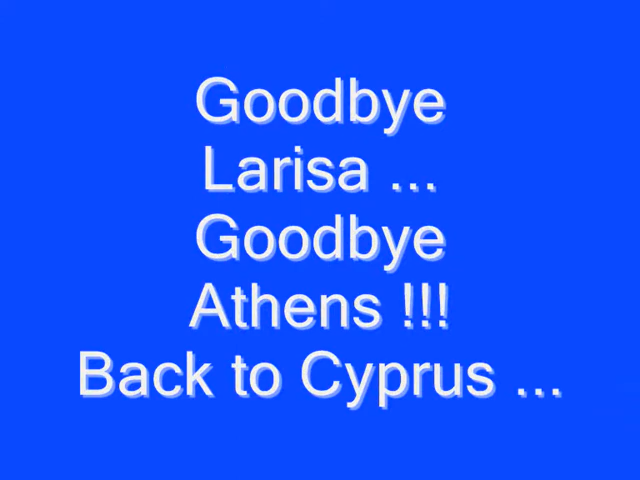 Goodbye
Larisa ...
Goodbye
Athens !!!
Back to Cyprus ...